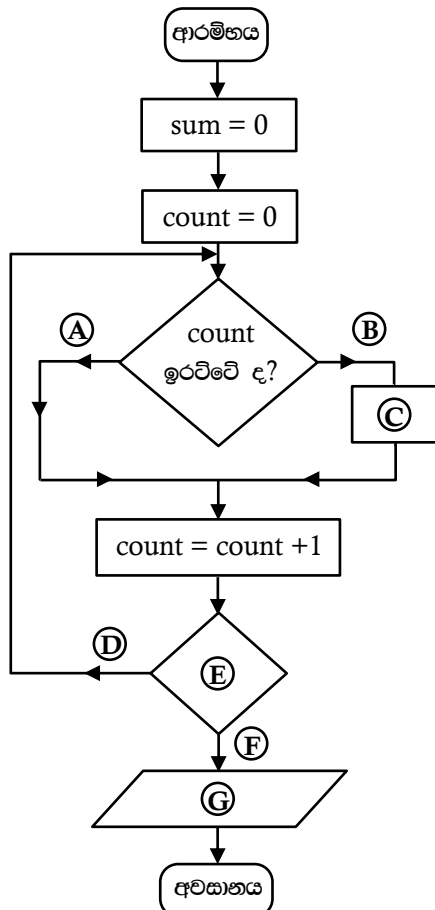 ආරම්භය
sum = 0
count = 0
A
B
count
ඉරට්ටේ ද?
C
count = count +1
D
E
F
G
අවසානය